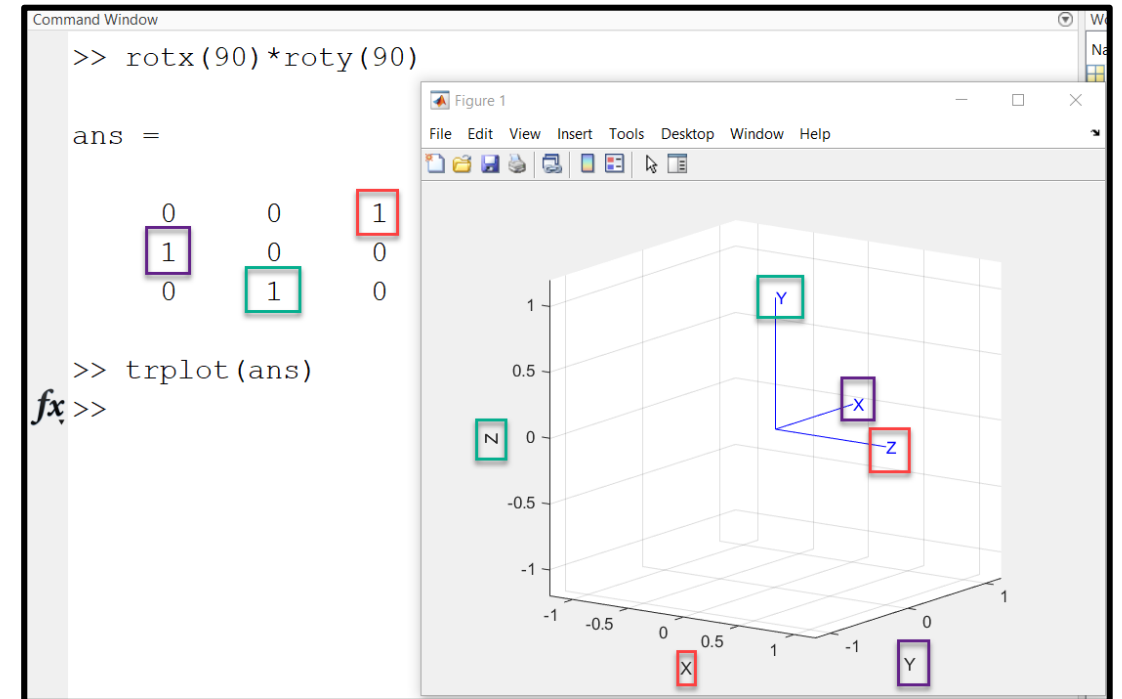 Command Window
Wo
>> rotx(90)*roty(90)
Na
ans =
0 0 1
1 0 0
0 1 0
>> trplot(ans)
fx >>
Figure 1
File Edit View Insert Tools Desktop Window Help
Y
X
Z
1
0.5
0
-0.5
-1
Z
-1 -0.5 0 0.5 1
X
-1 0 1
Y